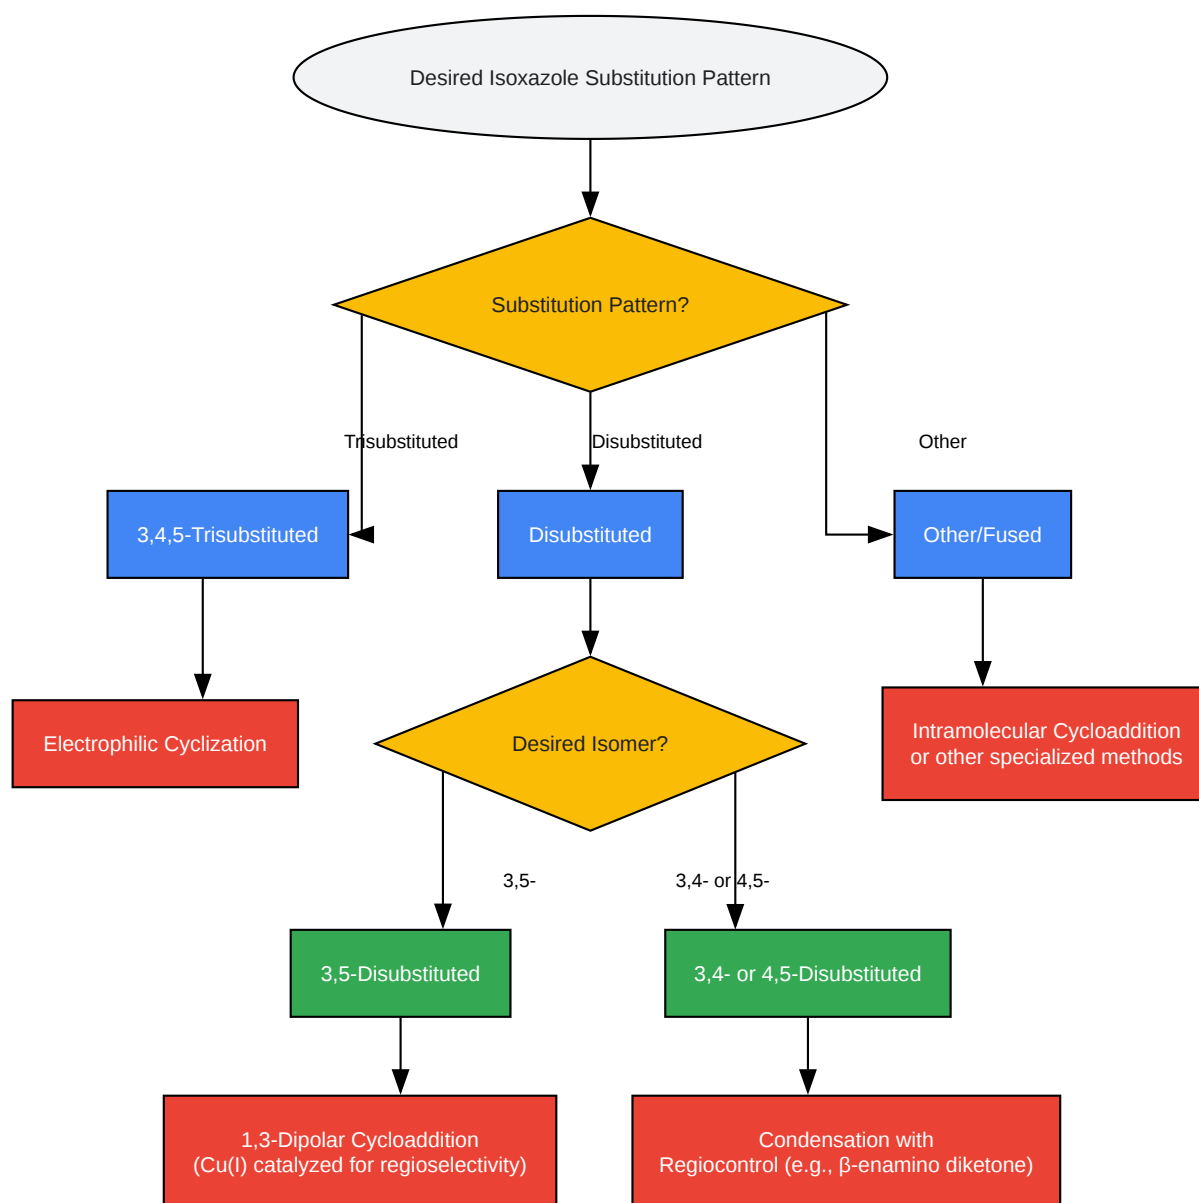 Desired Isoxazole Substitution Pattern
Substitution Pattern?
Trisubstituted
Disubstituted
Other
3,4,5-Trisubstituted
Disubstituted
Other/Fused
Electrophilic Cyclization
Desired Isomer?
Intramolecular Cycloaddition
or other specialized methods
3,5-
3,4- or 4,5-
3,5-Disubstituted
3,4- or 4,5-Disubstituted
1,3-Dipolar Cycloaddition
(Cu(I) catalyzed for regioselectivity)
Condensation with
Regiocontrol (e.g., β-enamino diketone)